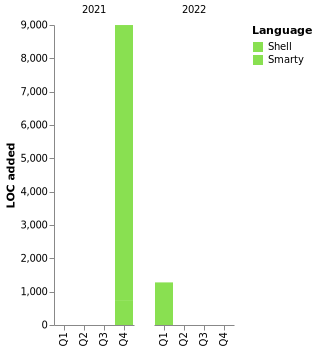 2021 2022
Language
Shell
Smarty
LOC added
9,000
8,000
7,000
6,000
5,000
4,000
3,000
2,000
1,000
0
Q1 Q2 Q3 Q4 Q1 Q2 Q3 Q4